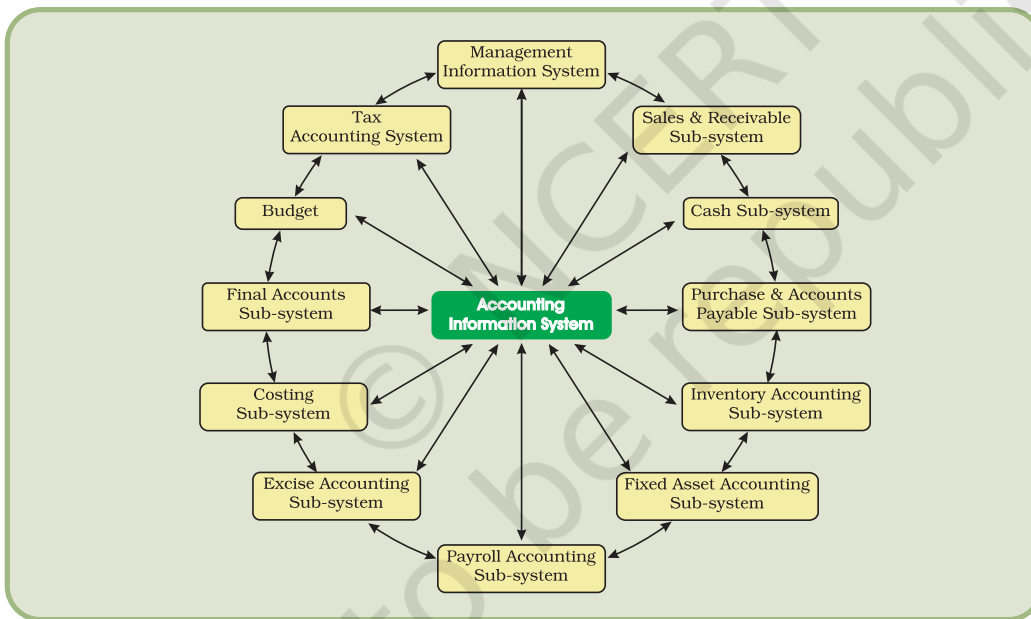 Management
Information System
Tax
Accounting System
Sales & Receivable
Sub-system
Budget
Cash Sub-system
Final Accounts
Sub-system
Accounting
Information System
Purchase & Accounts
Payable Sub-system
Costing
Sub-system
Inventory Accounting
Sub-system
Excise Accounting
Sub-system
Fixed Asset Accounting
Sub-system
Payroll Accounting
Sub-system
© NCERT
to be republi